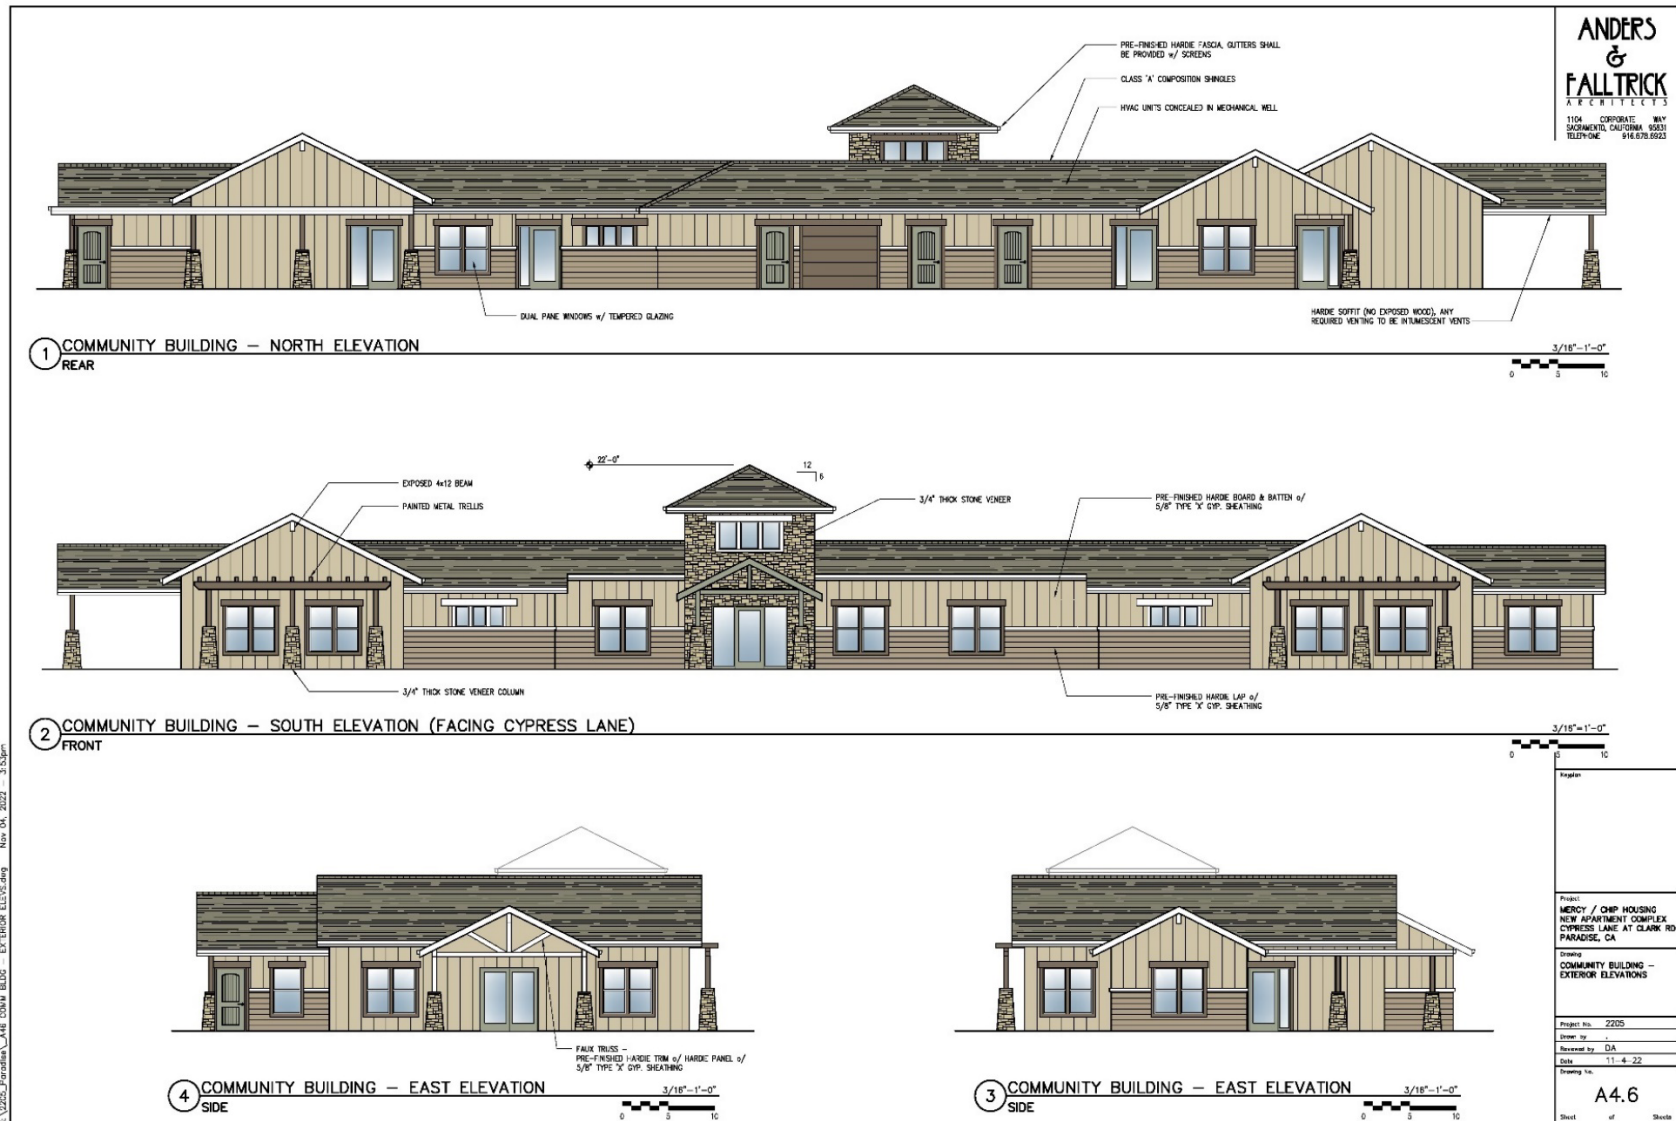 ANDERS
&
FALLTRICK
ARCHITECTS
1104 CORPORATE WAY
SACRAMENTO, CALIFORNIA 95831
TELEPHONE 916.678.6923
PRE-FINISHED HARDIE FASCIA, GUTTERS SHALL
BE PROVIDED w/ SCREENS
CLASS 'A' COMPOSITION SHINGLES
HVAC UNITS CONCEALED IN MECHANICAL WELL
DUAL PANE WINDOWS w/ TEMPERED GLAZING
HARDIE SOFFIT (NO EXPOSED WOOD), ANY
REQUIRED VENTING TO BE INTUMESCENT VENTS
1 COMMUNITY BUILDING – NORTH ELEVATION
REAR
3/16"=1'-0"
0 5 10
22'-0"
12
6
EXPOSED 4x12 BEAM
PAINTED METAL TRELLIS
3/4" THICK STONE VENEER
PRE-FINISHED HARDIE BOARD & BATTEN o/
5/8" TYPE 'X' GYP. SHEATHING
3/4" THICK STONE VENEER COLUMN
PRE-FINISHED HARDIE LAP o/
5/8" TYPE 'X' GYP. SHEATHING
2 COMMUNITY BUILDING – SOUTH ELEVATION (FACING CYPRESS LANE)
FRONT
3/16"=1'-0"
0 5 10
FAUX TRUSS –
PRE-FINISHED HARDIE TRIM o/ HARDIE PANEL o/
5/8" TYPE 'X' GYP. SHEATHING
4 COMMUNITY BUILDING – EAST ELEVATION
SIDE
3/16"=1'-0"
0 5 10
3 COMMUNITY BUILDING – EAST ELEVATION
SIDE
3/16"=1'-0"
0 5 10
Keyplan
Project
MERCY / CHIP HOUSING
NEW APARTMENT COMPLEX
CYPRESS LANE AT CLARK RD
PARADISE, CA
Drawing
COMMUNITY BUILDING –
EXTERIOR ELEVATIONS
Project No. 2205
Drawn by .
Reviewed by DA
Date 11-4-22
Drawing No.
A4.6
Sheet of Sheets
\2205_Paradise\_A46 COMM BLDG - EXTERIOR ELEVS.dwg Nov 04, 2022 - 3:53pm